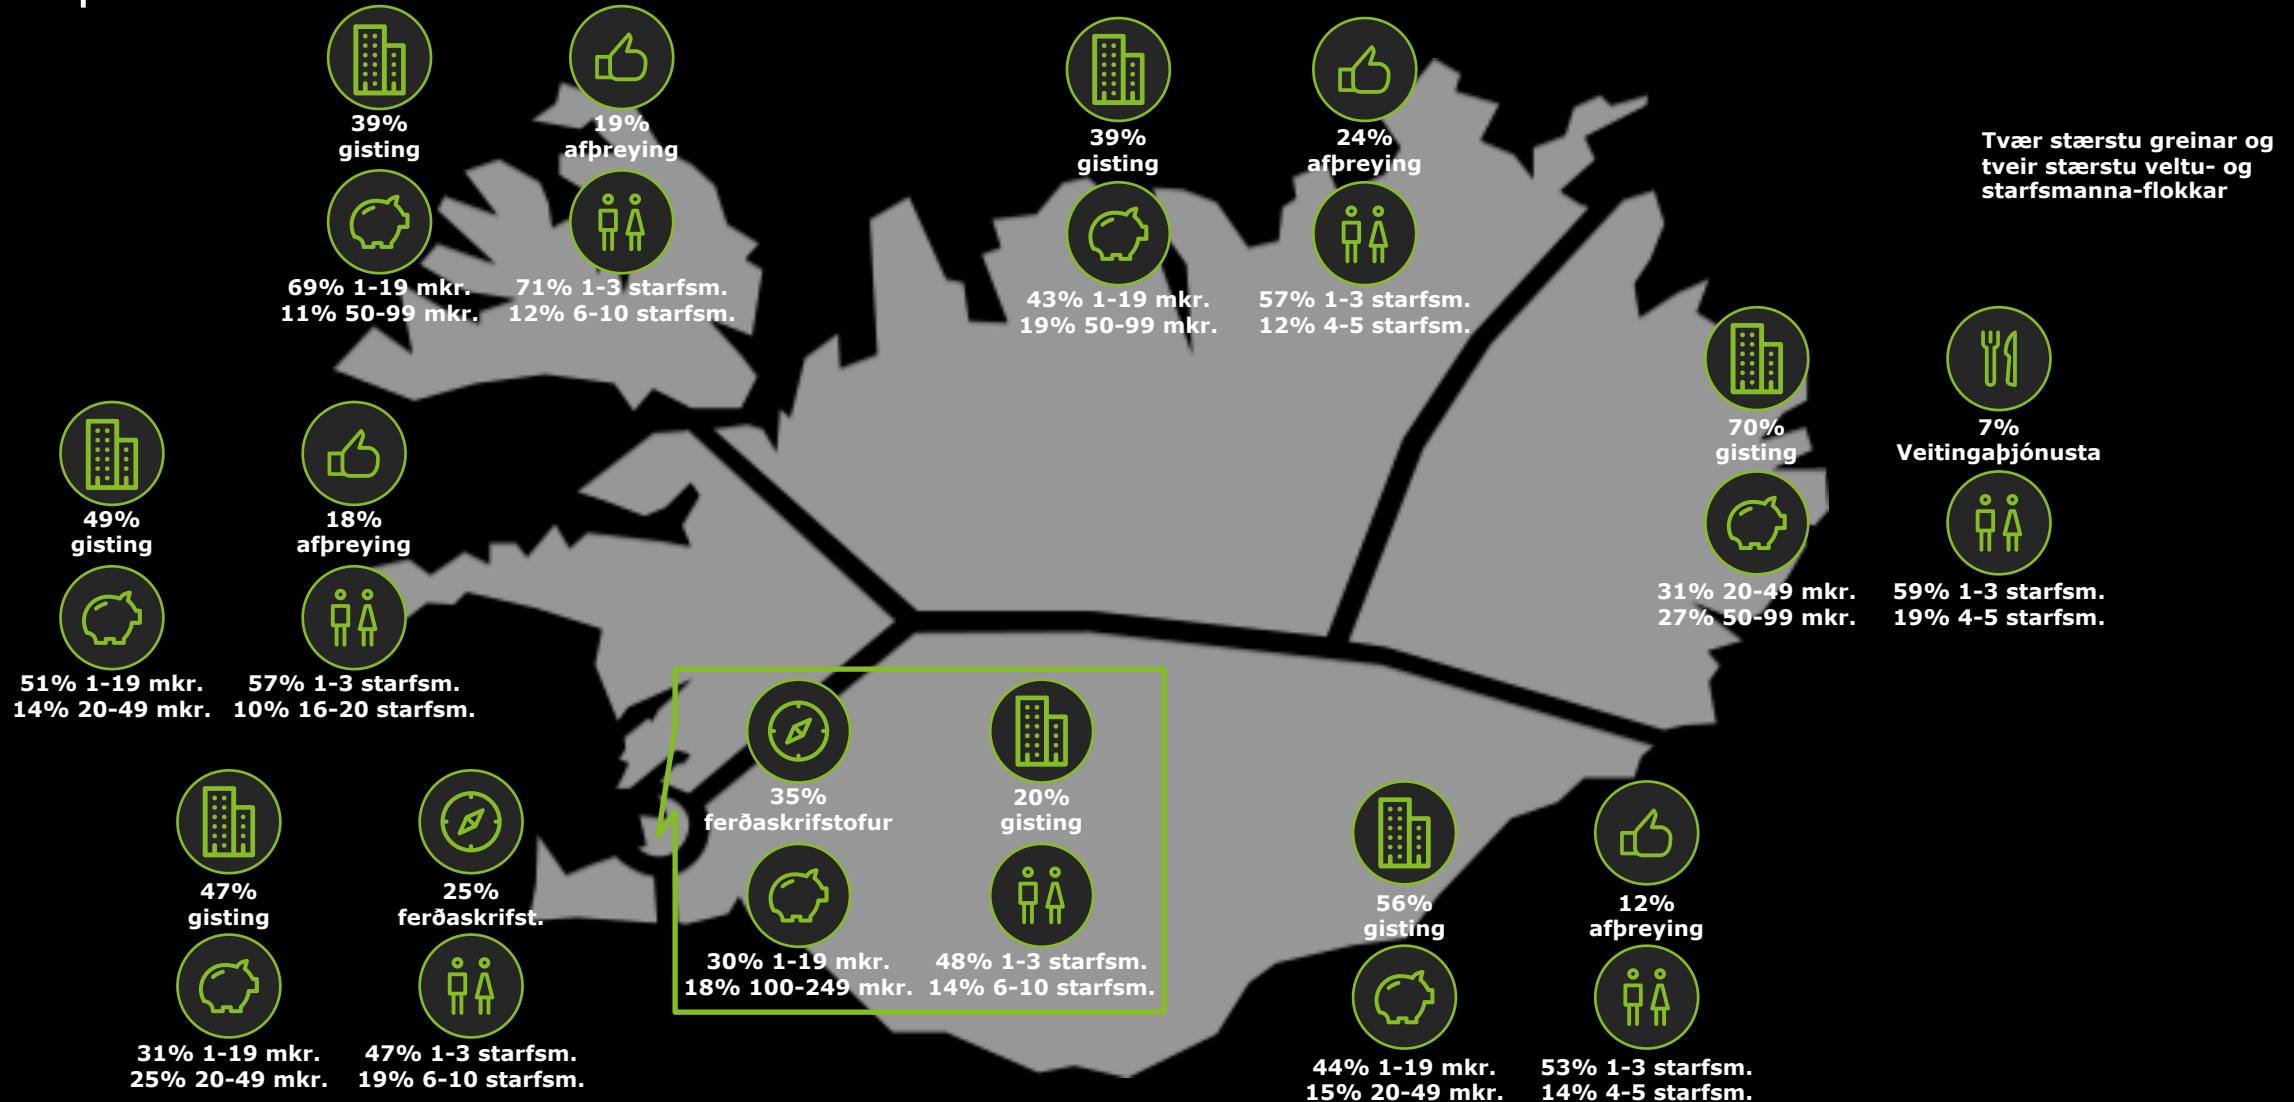 39%
gisting
19%
afþreying
69% 1-19 mkr.
11% 50-99 mkr.
71% 1-3 starfsm.
12% 6-10 starfsm.
39%
gisting
24%
afþreying
43% 1-19 mkr.
19% 50-99 mkr.
57% 1-3 starfsm.
12% 4-5 starfsm.
Tvær stærstu greinar og
tveir stærstu veltu- og
starfsmanna-flokkar
70%
gisting
7%
Veitingaþjónusta
31% 20-49 mkr.
27% 50-99 mkr.
59% 1-3 starfsm.
19% 4-5 starfsm.
49%
gisting
18%
afþreying
51% 1-19 mkr.
14% 20-49 mkr.
57% 1-3 starfsm.
10% 16-20 starfsm.
35%
ferðaskrifstofur
20%
gisting
30% 1-19 mkr.
18% 100-249 mkr.
48% 1-3 starfsm.
14% 6-10 starfsm.
47%
gisting
25%
ferðaskrifst.
31% 1-19 mkr.
25% 20-49 mkr.
47% 1-3 starfsm.
19% 6-10 starfsm.
56%
gisting
12%
afþreying
44% 1-19 mkr.
15% 20-49 mkr.
53% 1-3 starfsm.
14% 4-5 starfsm.